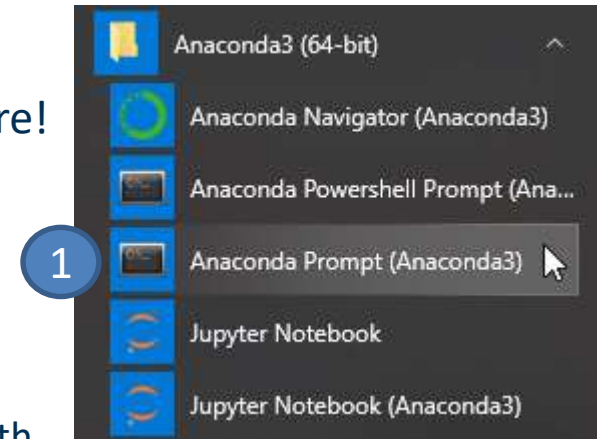 Anaconda3 (64-bit)
re!
Anaconda Navigator (Anaconda3)
Anaconda Powershell Prompt (Ana...
1
Anaconda Prompt (Anaconda3)
Jupyter Notebook
Jupyter Notebook (Anaconda3)
th